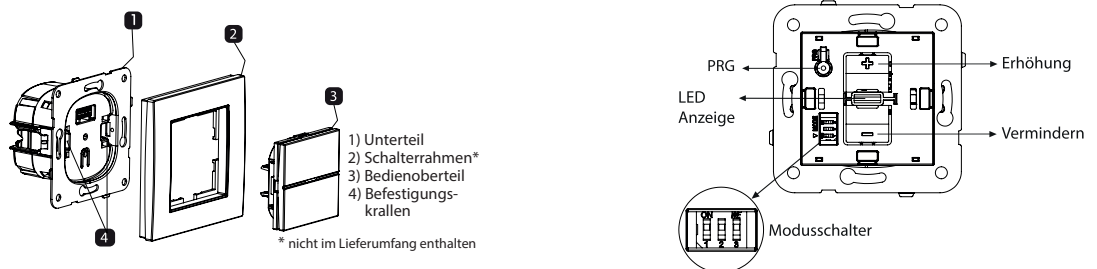 1
2
3
4
1) Unterteil
2) Schalterrahmen*
3) Bedienoberteil
4) Befestigungs-
krallen
* nicht im Lieferumfang enthalten
PRG
LED
Anzeige
Erhöhung
Vermindern
MODE
ON
1 2 3
Modusschalter